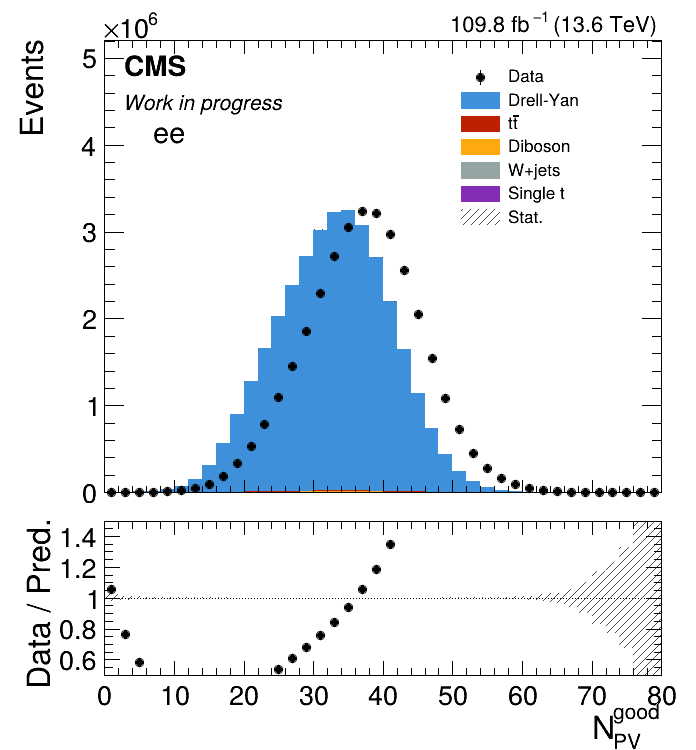 ×10⁶
109.8 fb⁻¹ (13.6 TeV)
CMS
Work in progress
ee
Events
5
4
3
2
1
0
Data
Drell-Yan
tt̅
Diboson
W+jets
Single t
Stat.
Data / Pred.
1.4
1.2
1
0.8
0.6
0 10 20 30 40 50 60 70 80
N_PV^good